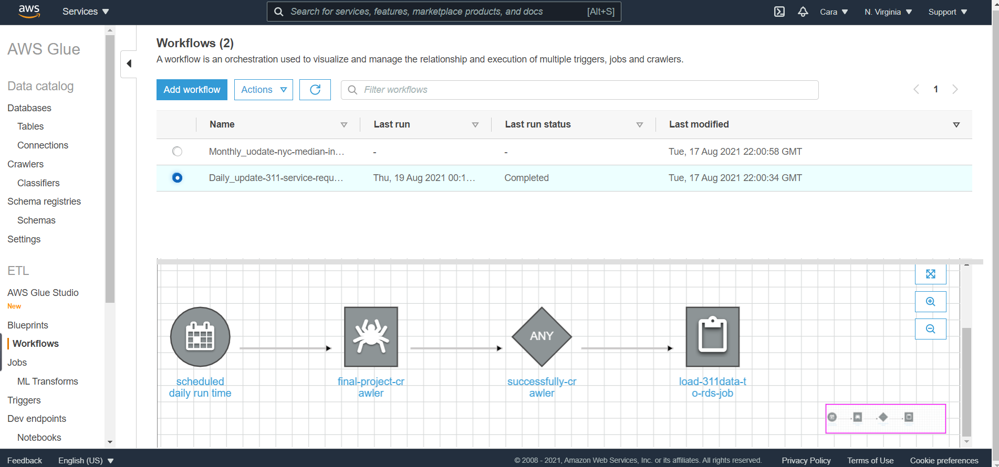 aws
Services
Search for services, features, marketplace products, and docs
[Alt+S]
Cara
N. Virginia
Support
AWS Glue
Data catalog
Databases
Tables
Connections
Crawlers
Classifiers
Schema registries
Schemas
Settings
ETL
AWS Glue Studio
New
Blueprints
Workflows
Jobs
ML Transforms
Triggers
Dev endpoints
Notebooks
Workflows (2)
A workflow is an orchestration used to visualize and manage the relationship and execution of multiple triggers, jobs and crawlers.
Add workflow
Actions
Filter workflows
1
Name
Last run
Last run status
Last modified
Monthly_uodate-nyc-median-in…
-
-
Tue, 17 Aug 2021 22:00:58 GMT
Daily_update-311-service-requ…
Thu, 19 Aug 2021 00:1…
Completed
Tue, 17 Aug 2021 22:00:34 GMT
ANY
scheduled
daily run time
final-project-cr
awler
successfully-cr
awler
load-311data-t
o-rds-job
Feedback
English (US)
© 2008 - 2021, Amazon Web Services, Inc. or its affiliates. All rights reserved.
Privacy Policy
Terms of Use
Cookie preferences